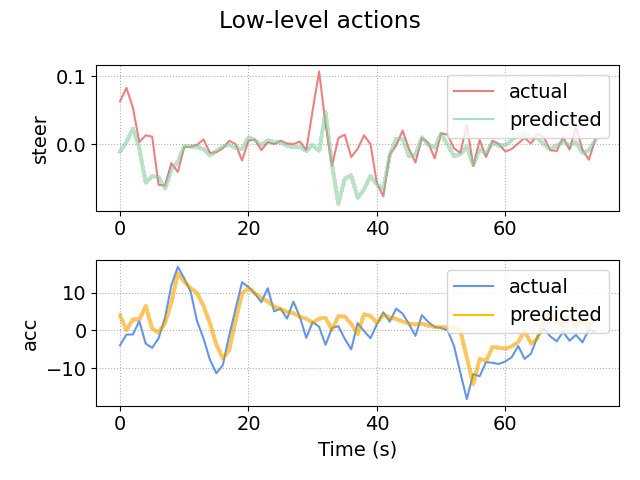 Low-level actions
0.1
0.0
steer
actual
predicted
0
20
40
60
10
0
−10
acc
actual
predicted
0
20
40
60
Time (s)